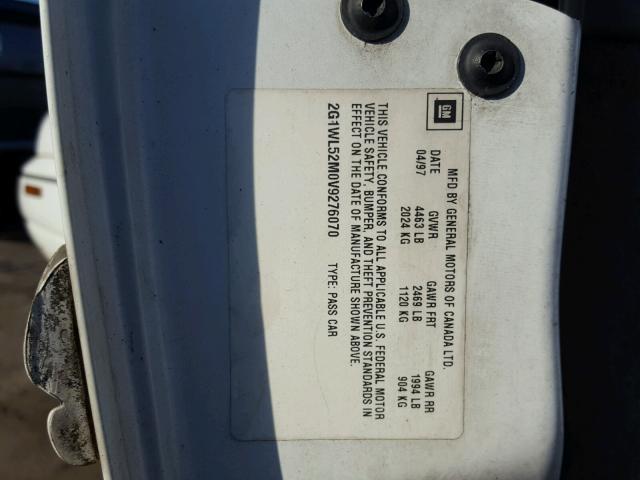 GM
MFD BY GENERAL MOTORS OF CANADA LTD.
DATE GVWR GAWR FRT GAWR RR
04/97 4463 LB 2469 LB 1994 LB
2024 KG 1120 KG 904 KG
THIS VEHICLE CONFORMS TO ALL APPLICABLE U.S. FEDERAL MOTOR
VEHICLE SAFETY, BUMPER, AND THEFT PREVENTION STANDARDS IN
EFFECT ON THE DATE OF MANUFACTURE SHOWN ABOVE.
2G1WL52M0V9276070 TYPE: PASS CAR